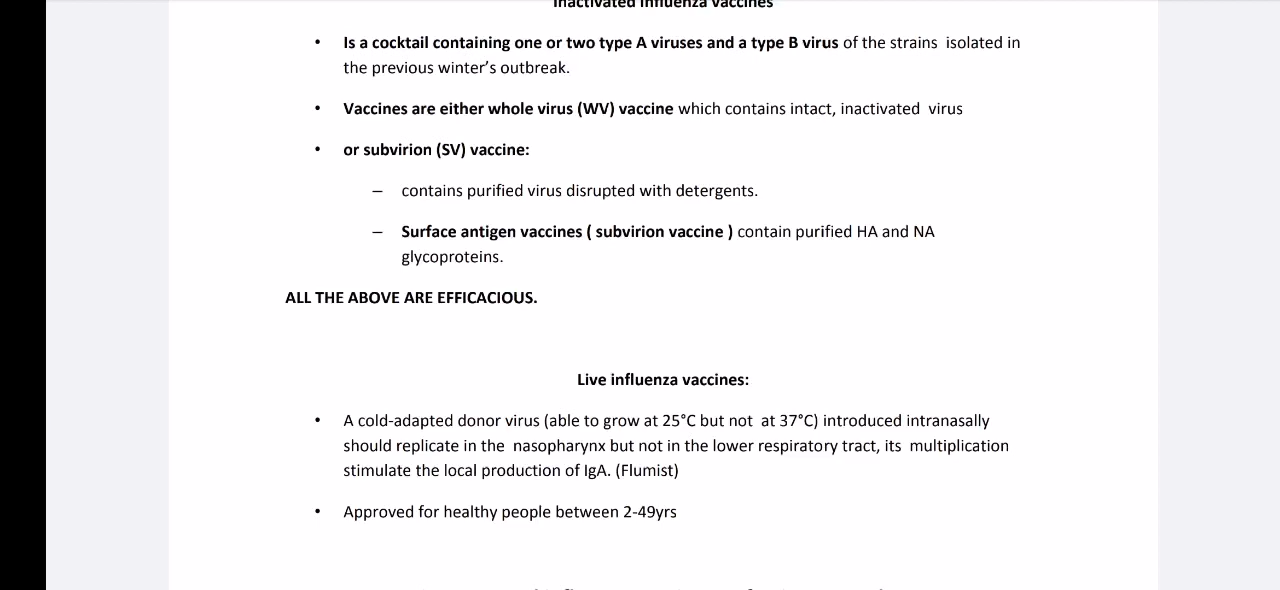 Inactivated influenza vaccines
• Is a cocktail containing one or two type A viruses and a type B virus of the strains isolated in
the previous winter’s outbreak.
• Vaccines are either whole virus (WV) vaccine which contains intact, inactivated virus
• or subvirion (SV) vaccine:
– contains purified virus disrupted with detergents.
– Surface antigen vaccines ( subvirion vaccine ) contain purified HA and NA
glycoproteins.
ALL THE ABOVE ARE EFFICACIOUS.
Live influenza vaccines:
• A cold-adapted donor virus (able to grow at 25°C but not at 37°C) introduced intranasally
should replicate in the nasopharynx but not in the lower respiratory tract, its multiplication
stimulate the local production of IgA. (Flumist)
• Approved for healthy people between 2-49yrs